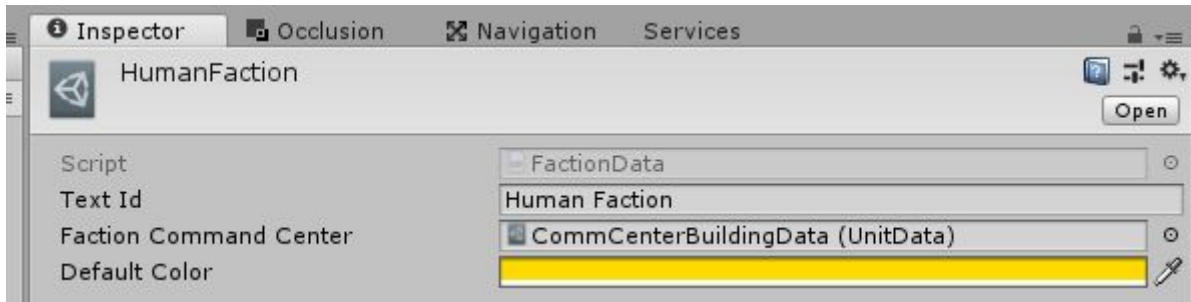 Inspector Occlusion Navigation Services
HumanFaction
Open
Script FactionData
Text Id Human Faction
Faction Command Center CommCenterBuildingData (UnitData)
Default Color